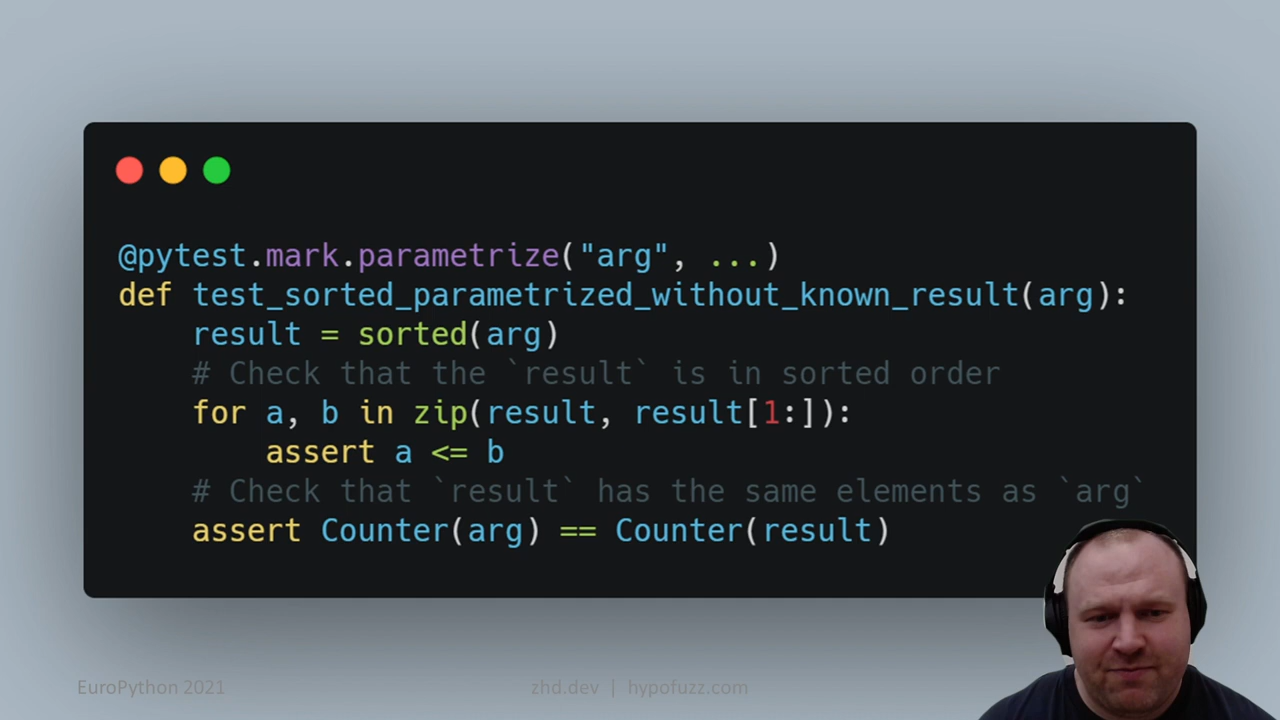 @pytest.mark.parametrize("arg", ...)
def test_sorted_parametrized_without_known_result(arg):
    result = sorted(arg)
    # Check that the `result` is in sorted order
    for a, b in zip(result, result[1:]):
        assert a <= b
    # Check that `result` has the same elements as `arg`
    assert Counter(arg) == Counter(result)
EuroPython 2021
zhd.dev | hypofuzz.com